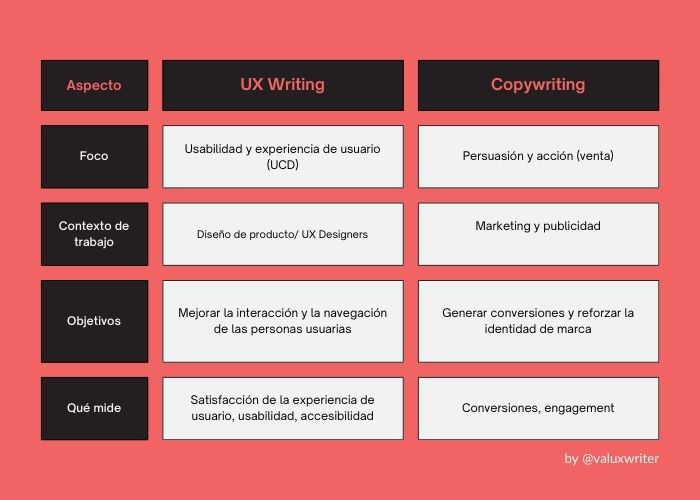 Aspecto
UX Writing
Copywriting
Foco
Usabilidad y experiencia de usuario
(UCD)
Persuasión y acción (venta)
Contexto de
trabajo
Diseño de producto/ UX Designers
Marketing y publicidad
Objetivos
Mejorar la interacción y la navegación
de las personas usuarias
Generar conversiones y reforzar la
identidad de marca
Qué mide
Satisfacción de la experiencia de
usuario, usabilidad, accesibilidad
Conversiones, engagement
by @valuxwriter